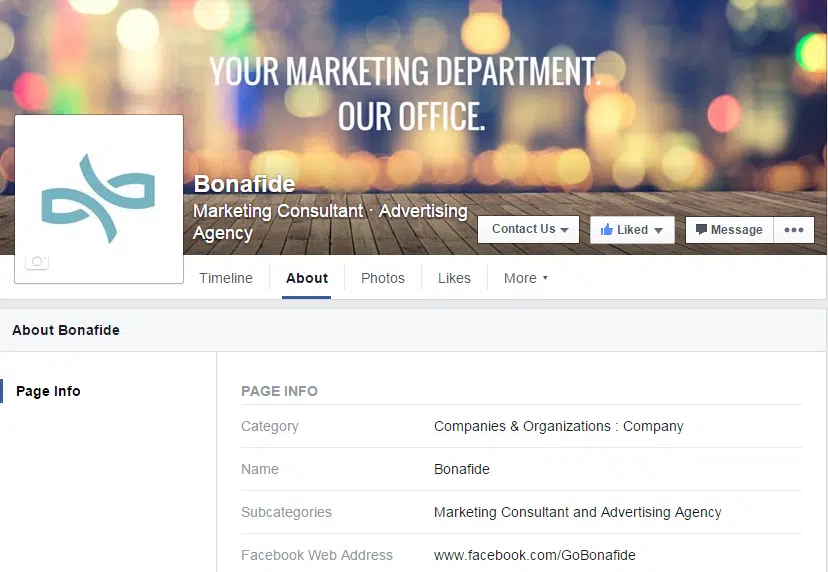 YOUR MARKETING DEPARTMENT.
OUR OFFICE.
Bonafide
Marketing Consultant · Advertising
Agency
Contact Us
Liked
Message
Timeline
About
Photos
Likes
More
About Bonafide
Page Info
PAGE INFO
Category Companies & Organizations : Company
Name Bonafide
Subcategories Marketing Consultant and Advertising Agency
Facebook Web Address www.facebook.com/GoBonafide